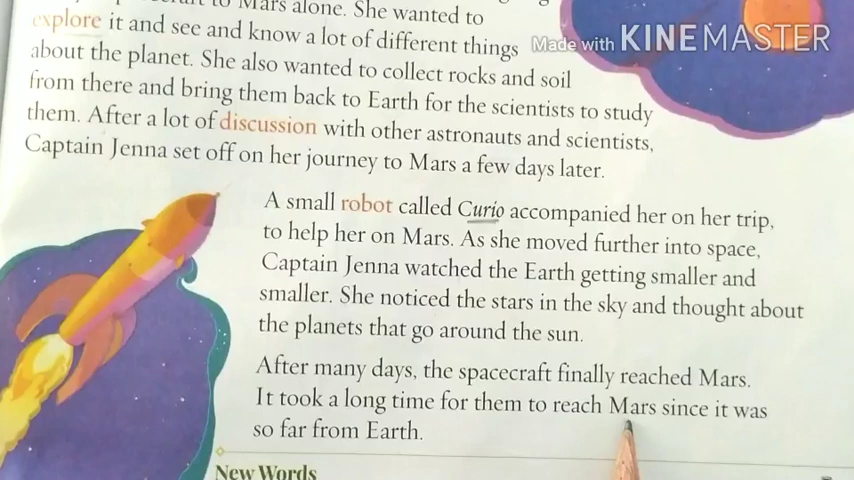 to Mars alone. She wanted to
explore it and see and know a lot of different things
about the planet. She also wanted to collect rocks and soil
from there and bring them back to Earth for the scientists to study
them. After a lot of discussion with other astronauts and scientists,
Captain Jenna set off on her journey to Mars a few days later.
Made with KINEMASTER
A small robot called Curio accompanied her on her trip,
to help her on Mars. As she moved further into space,
Captain Jenna watched the Earth getting smaller and
smaller. She noticed the stars in the sky and thought about
the planets that go around the sun.
After many days, the spacecraft finally reached Mars.
It took a long time for them to reach Mars since it was
so far from Earth.
New Words